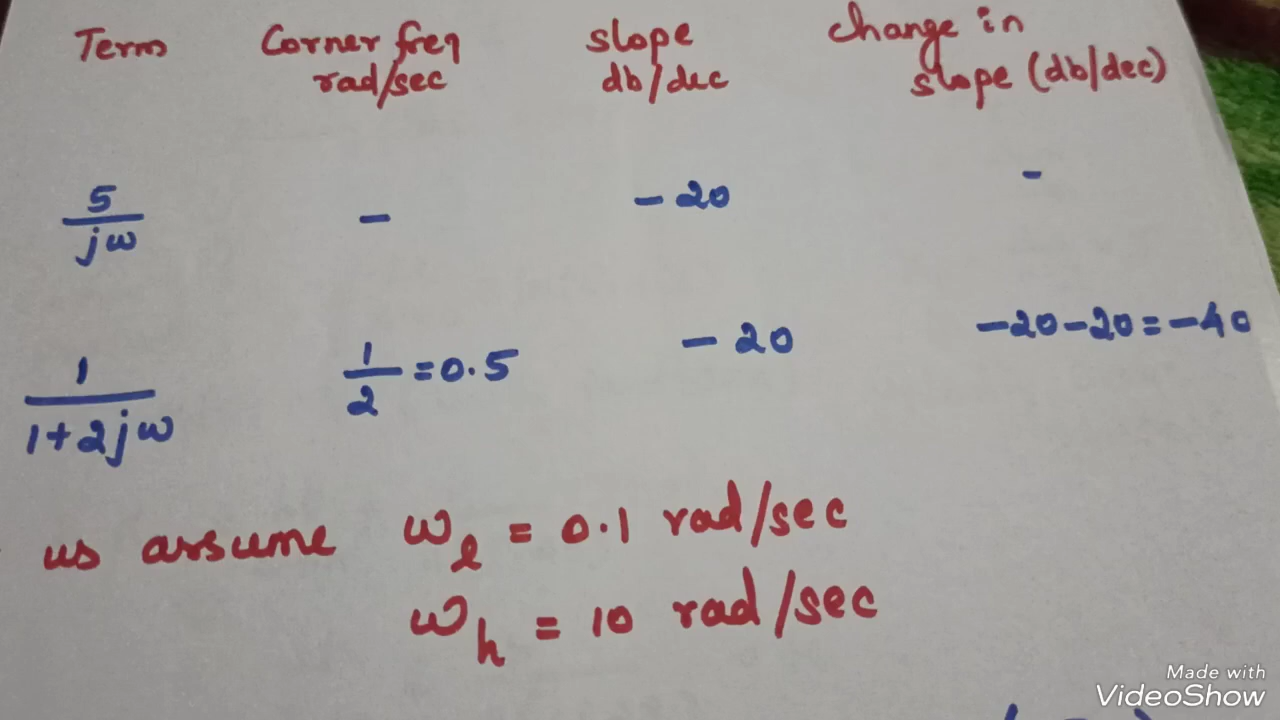 Term Corner freq slope change in
rad/sec db/dec slope (db/dec)
5/jω - -20 -
1/1+2jω 1/2=0.5 -20 -20-20=-40
us assume ωl = 0.1 rad/sec
ωh = 10 rad/sec
Made with
VideoShow